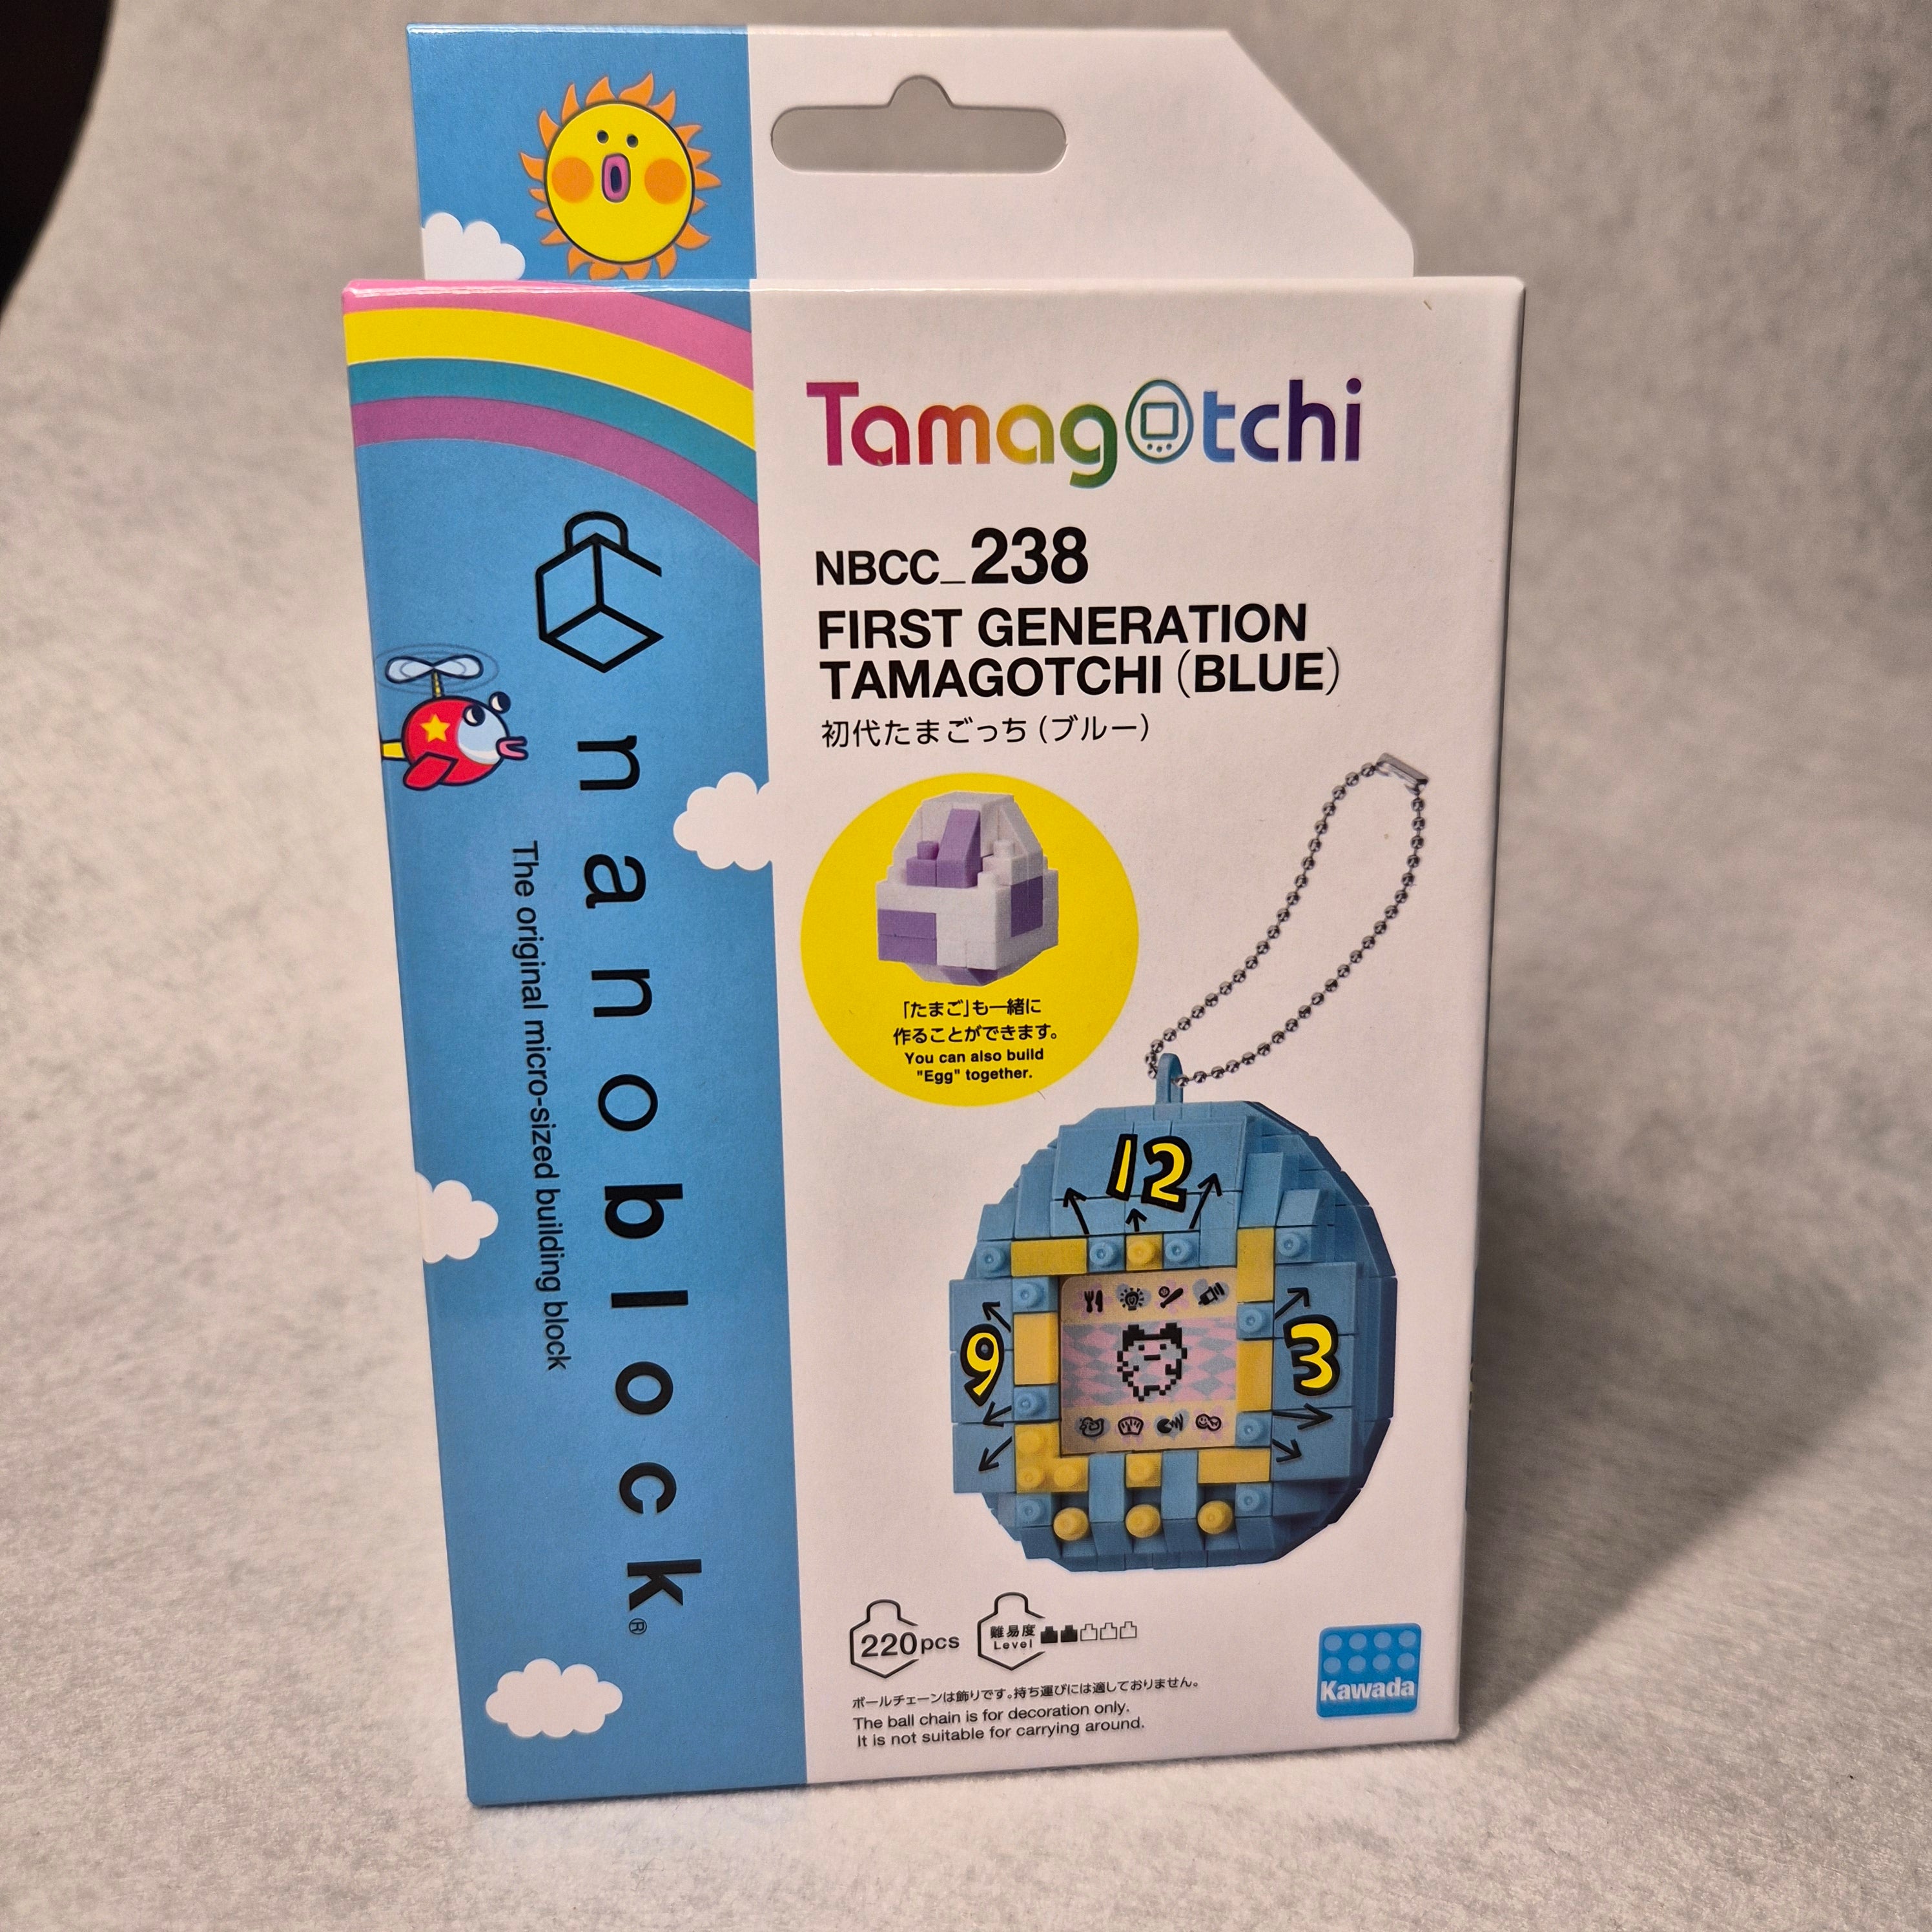 Tamagotchi
NBCC_238
FIRST GENERATION
TAMAGOTCHI (BLUE)
初代たまごっち(ブルー)
nanoblock®
The original micro-sized building block
「たまご」も一緒に
作ることができます。
You can also build
"Egg" together.
12
9
3
220pcs
難易度
Level
ボールチェーンは飾りです。持ち運びには適しておりません。
The ball chain is for decoration only.
It is not suitable for carrying around.
Kawada